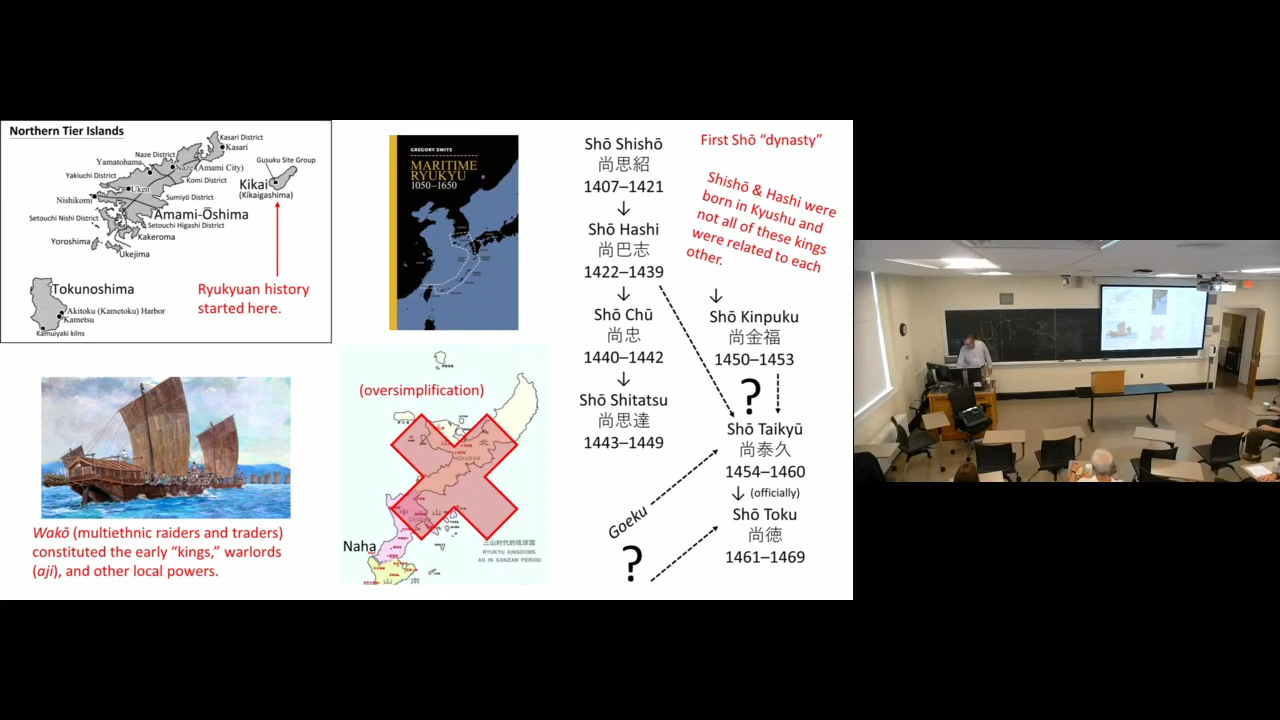 Northern Tier Islands
Kasari District
Kasari
Naze District
Yamatohama
Naze (Amami City)
Gusuku Site Group
Yakiuchi District
Komi District
Kikai
(Kikaigashima)
Uken
Sumiyō District
Nishikomi
Amami-Ōshima
Setouchi Nishi District
Setouchi Higashi District
Kakeroma
Yoroshima
Ukejima
Tokunoshima
Akitoku (Kametoku) Harbor
Kametsu
Kamuiyaki kilns
Ryukyuan history
started here.
Wakō (multiethnic raiders and traders)
constituted the early “kings,” warlords
(aji), and other local powers.
GREGORY SMITS
MARITIME
RYUKYU
1050–1650
(oversimplification)
山 北
HOKUZAN
中 山
山 南
Naha
三山时代的琉球國
RYUKYU KINGDOMS
AS IN SANZAN PERIOD
Shō Shishō
尚思紹
1407–1421
Shō Hashi
尚巴志
1422–1439
Shō Chū
尚忠
1440–1442
Shō Shitatsu
尚思達
1443–1449
First Shō “dynasty”
Shishō & Hashi were
born in Kyushu and
not all of these kings
were related to each
other.
Shō Kinpuku
尚金福
1450–1453
?
Shō Taikyū
尚泰久
1454–1460
(officially)
Shō Toku
尚徳
1461–1469
Goeku
?